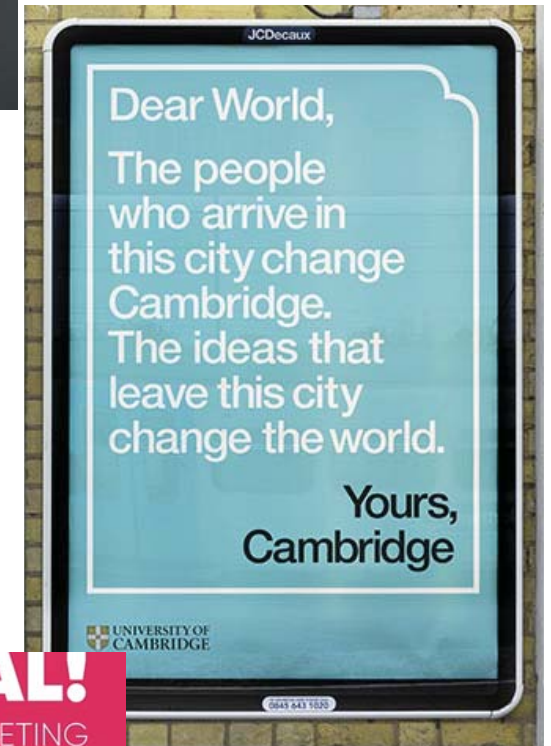 JCDecaux
Dear World,
The people
who arrive in
this city change
Cambridge.
The ideas that
leave this city
change the world.
Yours,
Cambridge
UNIVERSITY OF
CAMBRIDGE
0845 643 1020
AL!
ETING